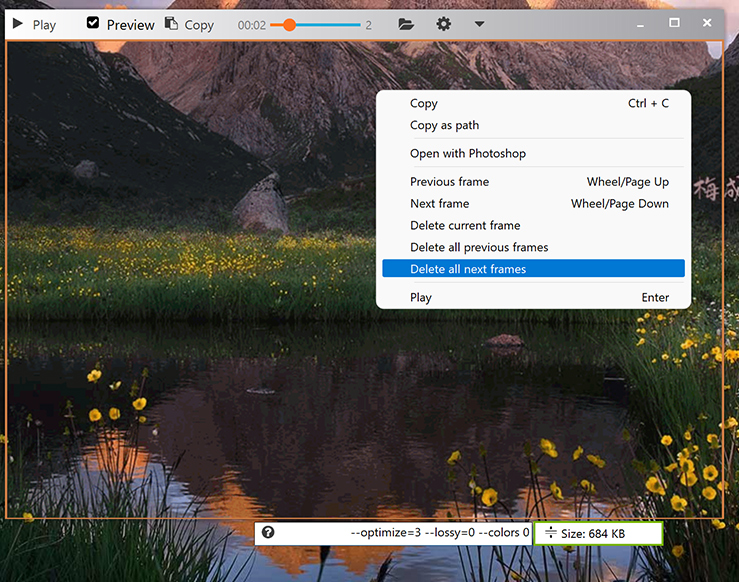 Play Preview Copy 00:02 2
Copy Ctrl + C
Copy as path
Open with Photoshop
Previous frame Wheel/Page Up
Next frame Wheel/Page Down
Delete current frame
Delete all previous frames
Delete all next frames
Play Enter
梅
--optimize=3 --lossy=0 --colors 0 Size: 684 KB